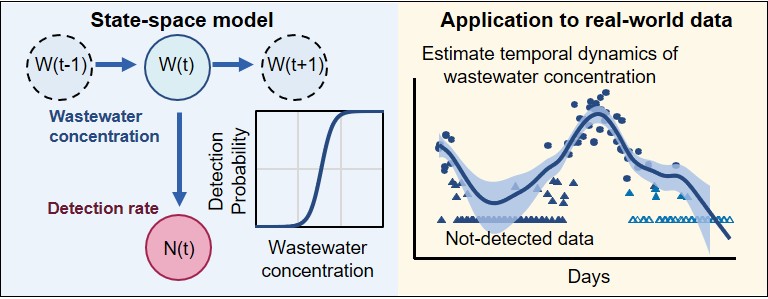 State-space model
W(t-1)
W(t)
W(t+1)
Wastewater
concentration
Detection
Probability
Detection rate
N(t)
Wastewater
concentration
Application to real-world data
Estimate temporal dynamics of
wastewater concentration
Not-detected data
Days